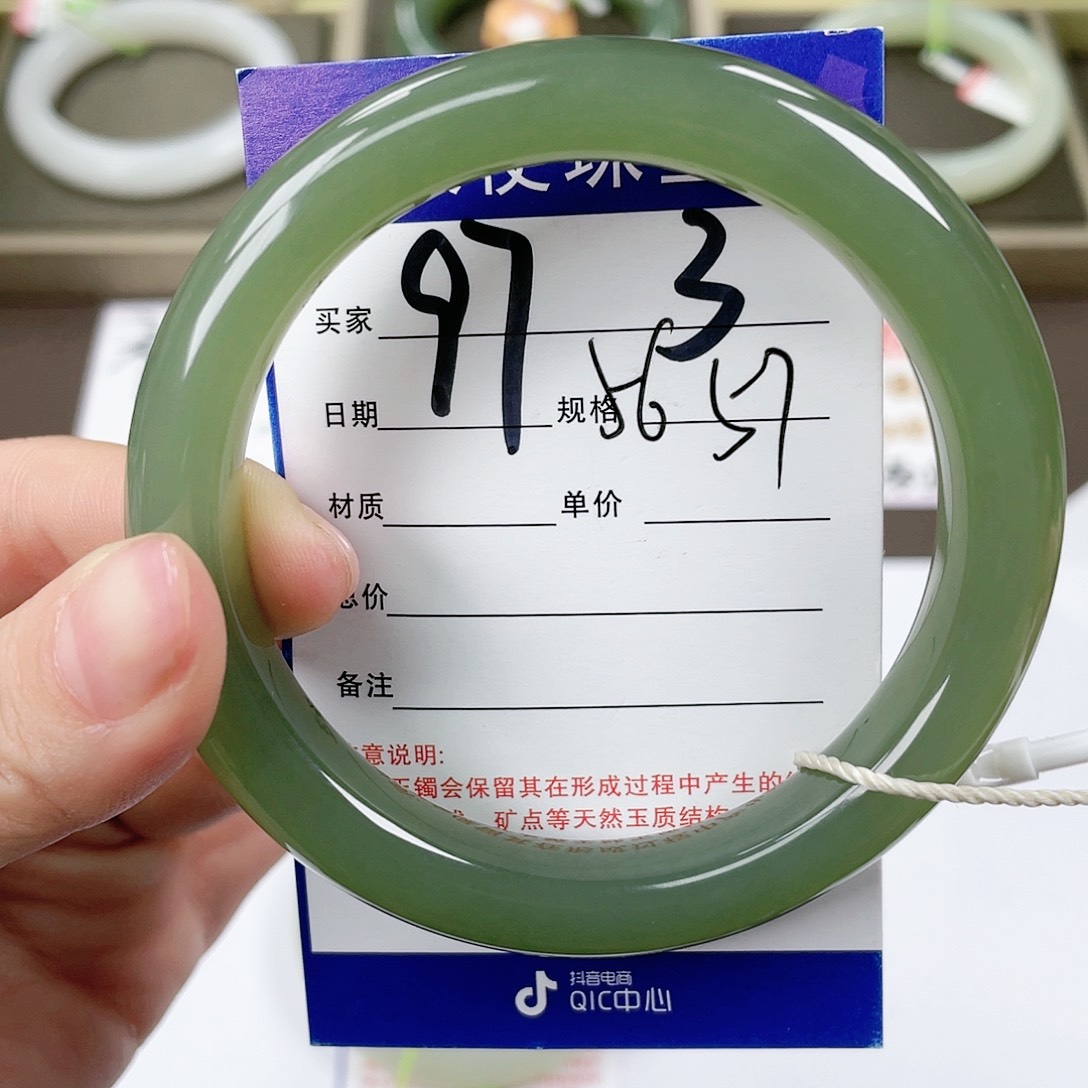 97 3
买家
56 57
日期 规格
材质 单价
总价
备注
意说明:
玉镯会保留其在形成过程中产生的
矿点等天然玉质结构
抖音电商
QIC中心